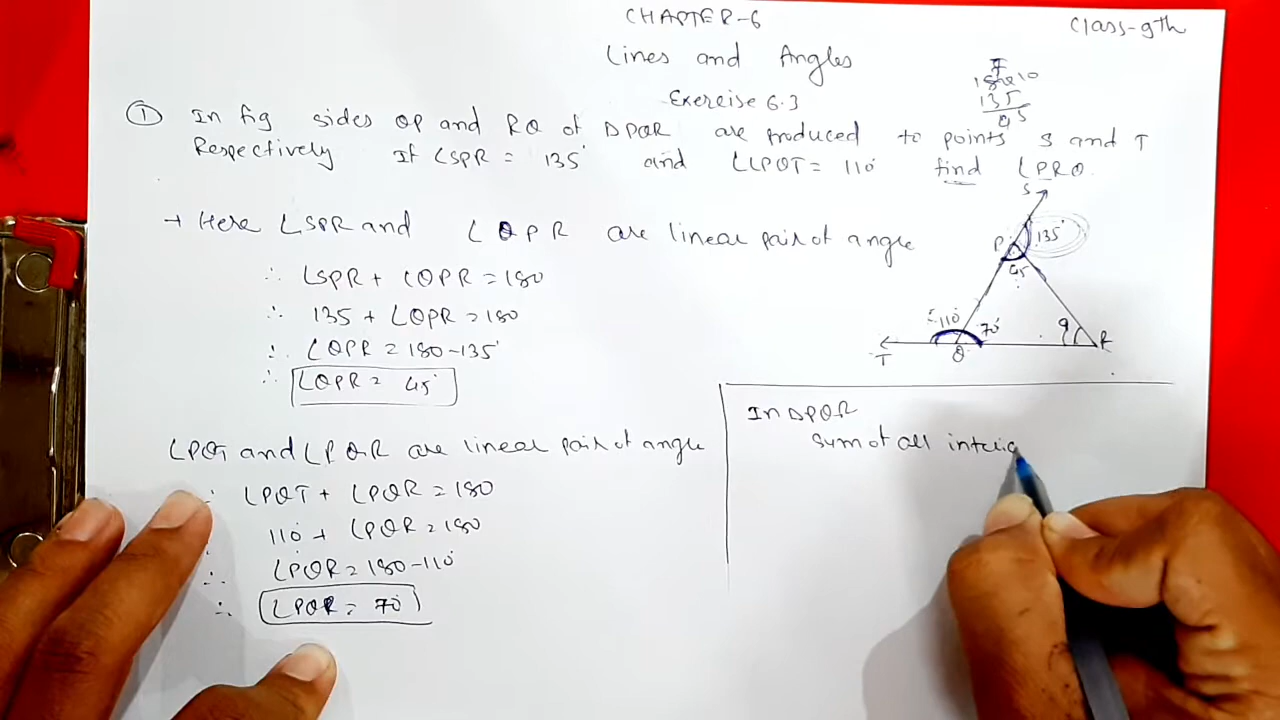 CHAPTER-6
Class-9th
Lines and Angles
Exercise 6.3
135
① In fig sides QP and RQ of ΔPQR are produced to points S and T
Respectively If ∠SPR = 135° and ∠LPQT = 110° find ∠PRQ.
→ Here ∠SPR and ∠QPR are linear pair of angle
∴ ∠SPR + ∠QPR = 180
∴ 135 + ∠QPR = 180
∴ ∠QPR = 180 - 135°
∴ ∠QPR = 45°
S
P
135°
45
110°
70°
?
T
Q
R
∠PQT and ∠PQR are linear pair of angle
∴ ∠PQT + ∠PQR = 180
110 + ∠PQR = 180
∴ ∠PQR = 180 - 110°
∴ ∠PQR = 70°
In ΔPQR
Sum of all interio